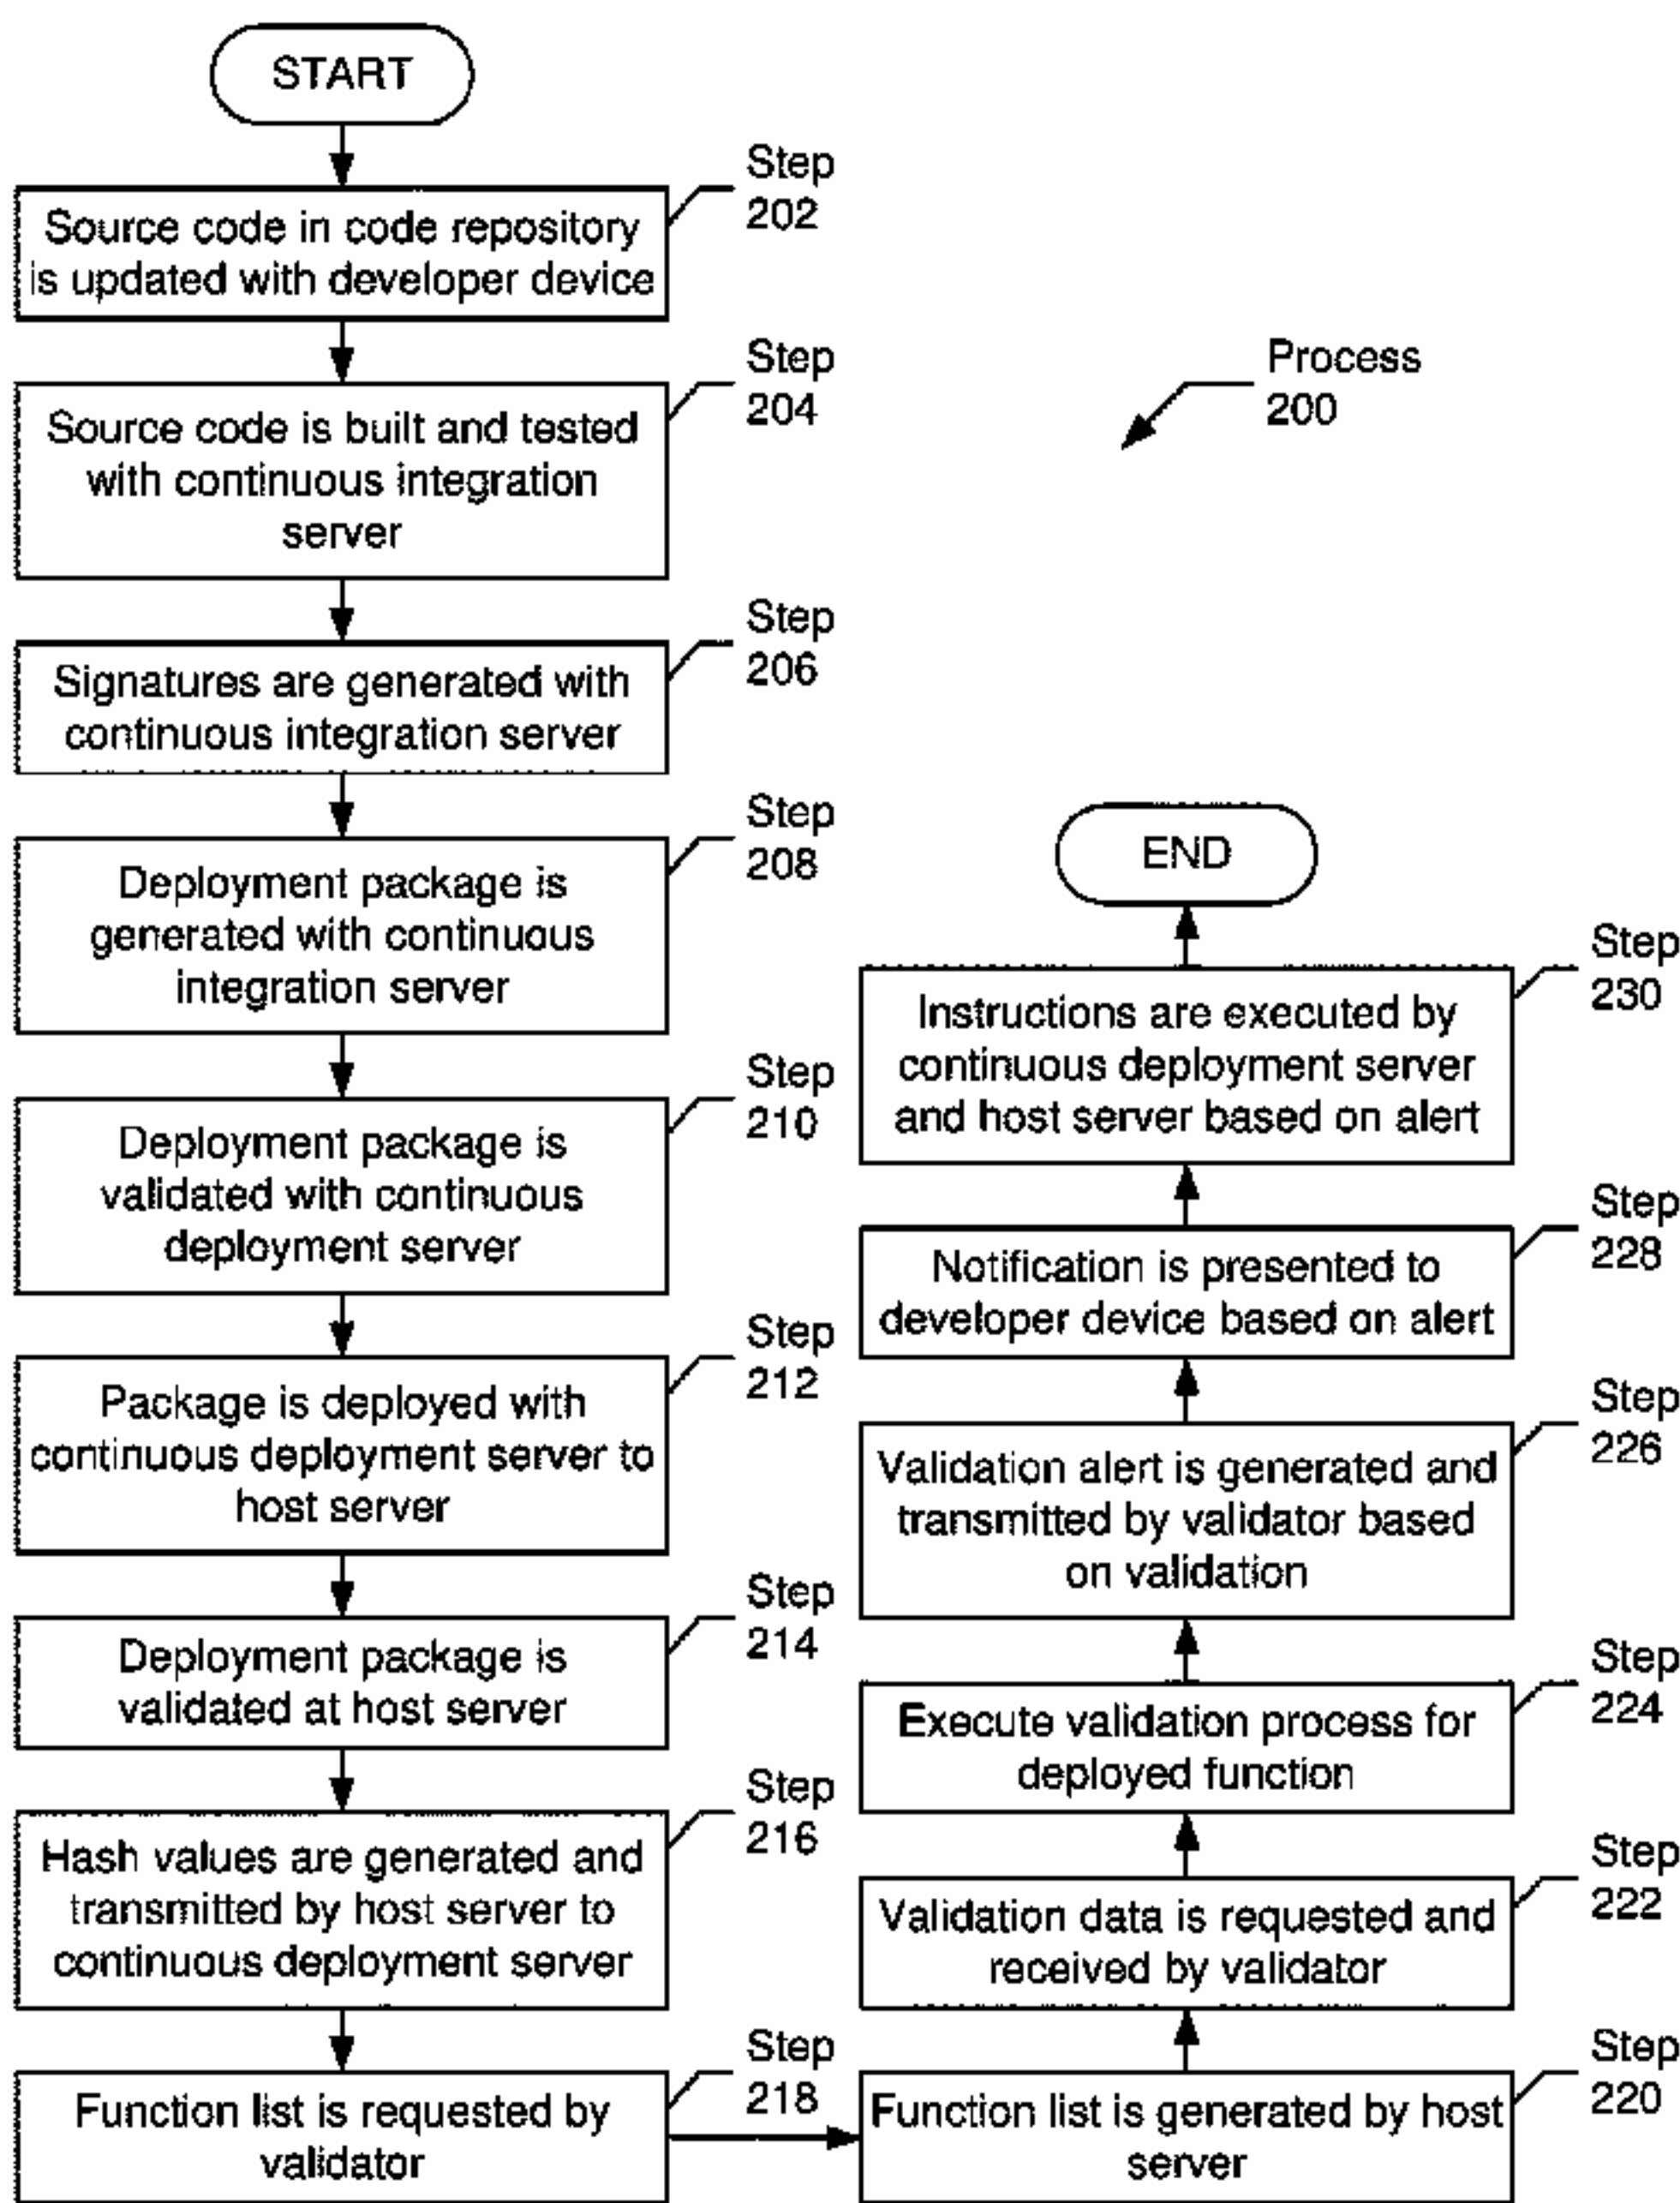 START
Source code in code repository
is updated with developer device
Step
202
Source code is built and tested
with continuous integration
server
Step
204
Process
200
Signatures are generated with
continuous integration server
Step
206
Deployment package is
generated with continuous
integration server
Step
208
Deployment package is
validated with continuous
deployment server
Step
210
Package is deployed with
continuous deployment server to
host server
Step
212
Deployment package is
validated at host server
Step
214
Hash values are generated and
transmitted by host server to
continuous deployment server
Step
216
Function list is requested by
validator
Step
218
Function list is generated by host
server
Step
220
Validation data is requested and
received by validator
Step
222
Execute validation process for
deployed function
Step
224
Validation alert is generated and
transmitted by validator based
on validation
Step
226
Notification is presented to
developer device based on alert
Step
228
Instructions are executed by
continuous deployment server
and host server based on alert
Step
230
END